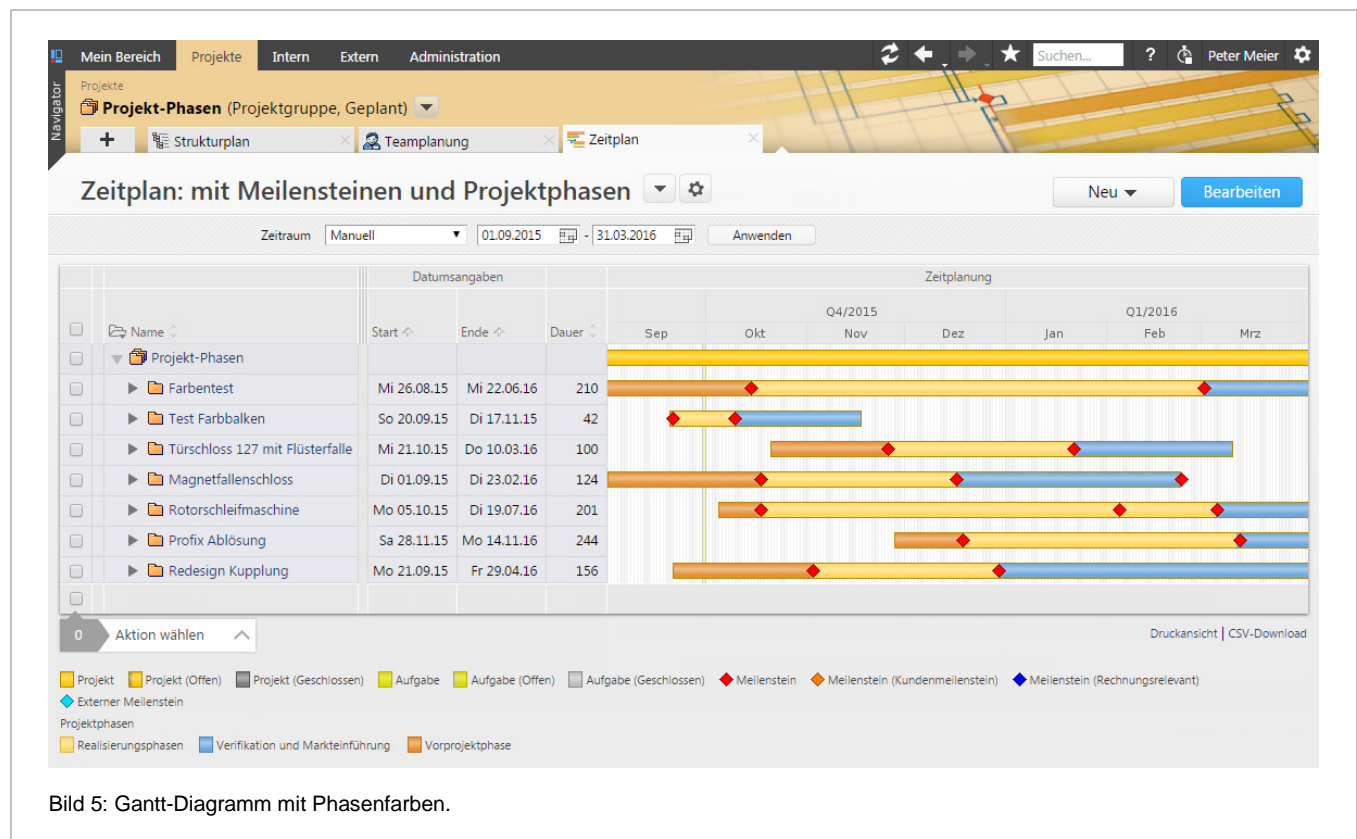 Mein Bereich Projekte Intern Extern Administration Suchen... ? Peter Meier
Navigator
Projekte
Projekt-Phasen (Projektgruppe, Geplant)
+ Strukturplan Teamplanung Zeitplan
Zeitplan: mit Meilensteinen und Projektphasen Neu Bearbeiten
Zeitraum Manuell 01.09.2015 - 31.03.2016 Anwenden
Datumsangaben Zeitplanung
Q4/2015 Q1/2016
Name Start Ende Dauer Sep Okt Nov Dez Jan Feb Mrz
Projekt-Phasen
Farbentest Mi 26.08.15 Mi 22.06.16 210
Test Farbbalken So 20.09.15 Di 17.11.15 42
Türschloss 127 mit Flüsterfalle Mi 21.10.15 Do 10.03.16 100
Magnetfallenschloss Di 01.09.15 Di 23.02.16 124
Rotorschleifmaschine Mo 05.10.15 Di 19.07.16 201
Profix Ablösung Sa 28.11.15 Mo 14.11.16 244
Redesign Kupplung Mo 21.09.15 Fr 29.04.16 156
0 Aktion wählen Druckansicht | CSV-Download
Projekt Projekt (Offen) Projekt (Geschlossen) Aufgabe Aufgabe (Offen) Aufgabe (Geschlossen) Meilenstein Meilenstein (Kundenmeilenstein) Meilenstein (Rechnungsrelevant)
Externer Meilenstein
Projektphasen
Realisierungsphasen Verifikation und Markteinführung Vorprojektphase
Bild 5: Gantt-Diagramm mit Phasenfarben.